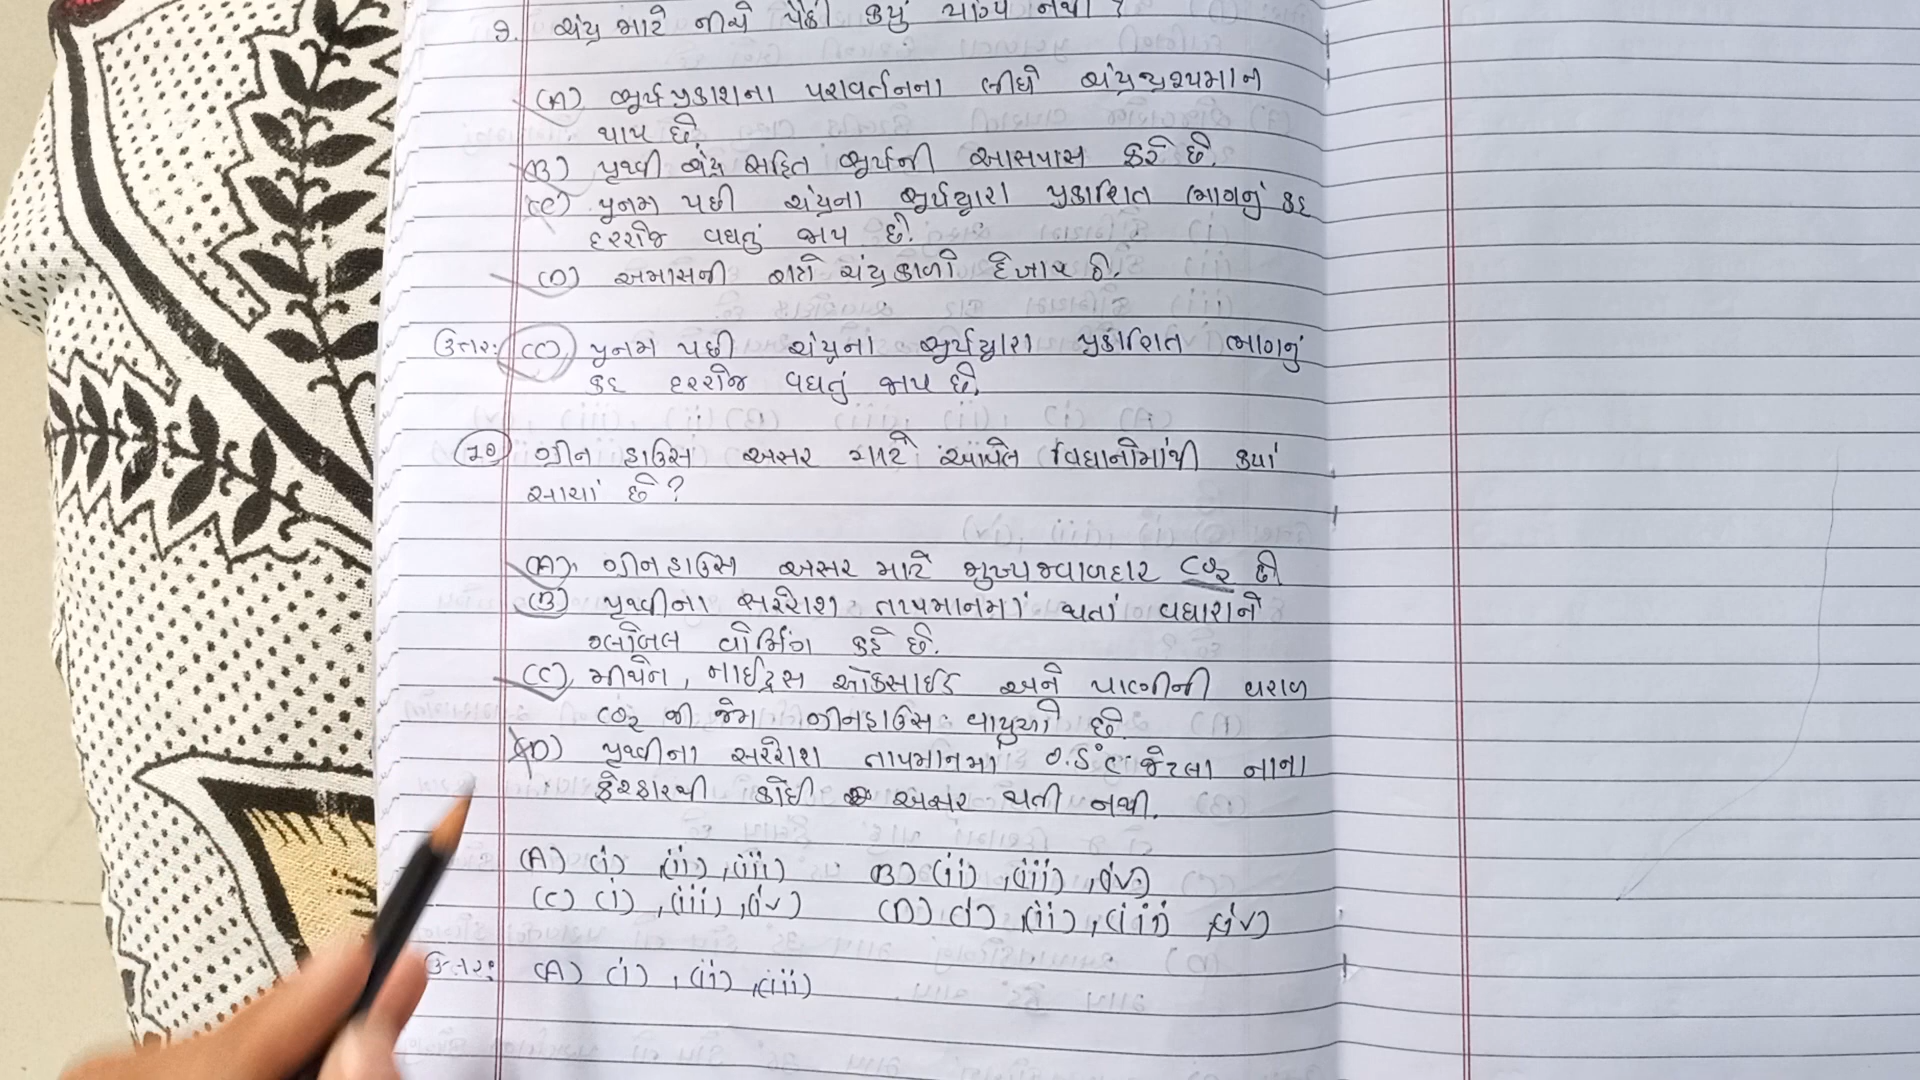 9. ચંદ્ર માટે નીચે પૈકી કયું યોગ્ય નથી ?
(A) સૂર્યપ્રકાશના પરાવર્તનના લીધે ચંદ્ર દ્રશ્યમાન
થાય છે.
(B) પૃથ્વી ચંદ્ર સહિત સૂર્યની આસપાસ ફરે છે.
(C) પૂનમ પછી ચંદ્રના સૂર્યદ્વારા પ્રકાશિત ભાગનું કદ
દરરોજ વધતું જાય છે.
(D) અમાસની રાત્રે ચંદ્ર કાળો દેખાય છે.
ઉત્તર: (C) પૂનમ પછી ચંદ્રના સૂર્યદ્વારા પ્રકાશિત ભાગનું
કદ દરરોજ વધતું જાય છે.
10 ગ્રીન હાઉસ અસર માટે આપેલ વિધાનોમાંથી કયાં
સાચાં છે ?
(A) ગ્રીનહાઉસ અસર માટે મુખ્ય જવાબદાર CO₂ છે
(B) પૃથ્વીના સરેરાશ તાપમાનમાં થતાં વધારાને
ગ્લોબલ વોર્મિંગ કહે છે.
(C) મીથેન, નાઈટ્રસ ઓક્સાઈડ અને પાણીની વરાળ
CO₂ ની જેમ ગ્રીનહાઉસ વાયુઓ છે.
(D) પૃથ્વીના સરેરાશ તાપમાનમાં 0.5°C જેટલા નાના
ફેરફારથી કોઈ અસર થતી નથી.
(A) (i) ,(ii) ,(iii) B) (ii) ,(iii) ,(iv)
(C) (i) ,(iii) ,(iv) (D) (i) ,(ii) ,(iii) ,(iv)
ઉત્તર: (A) (i) ,(ii) ,(iii)